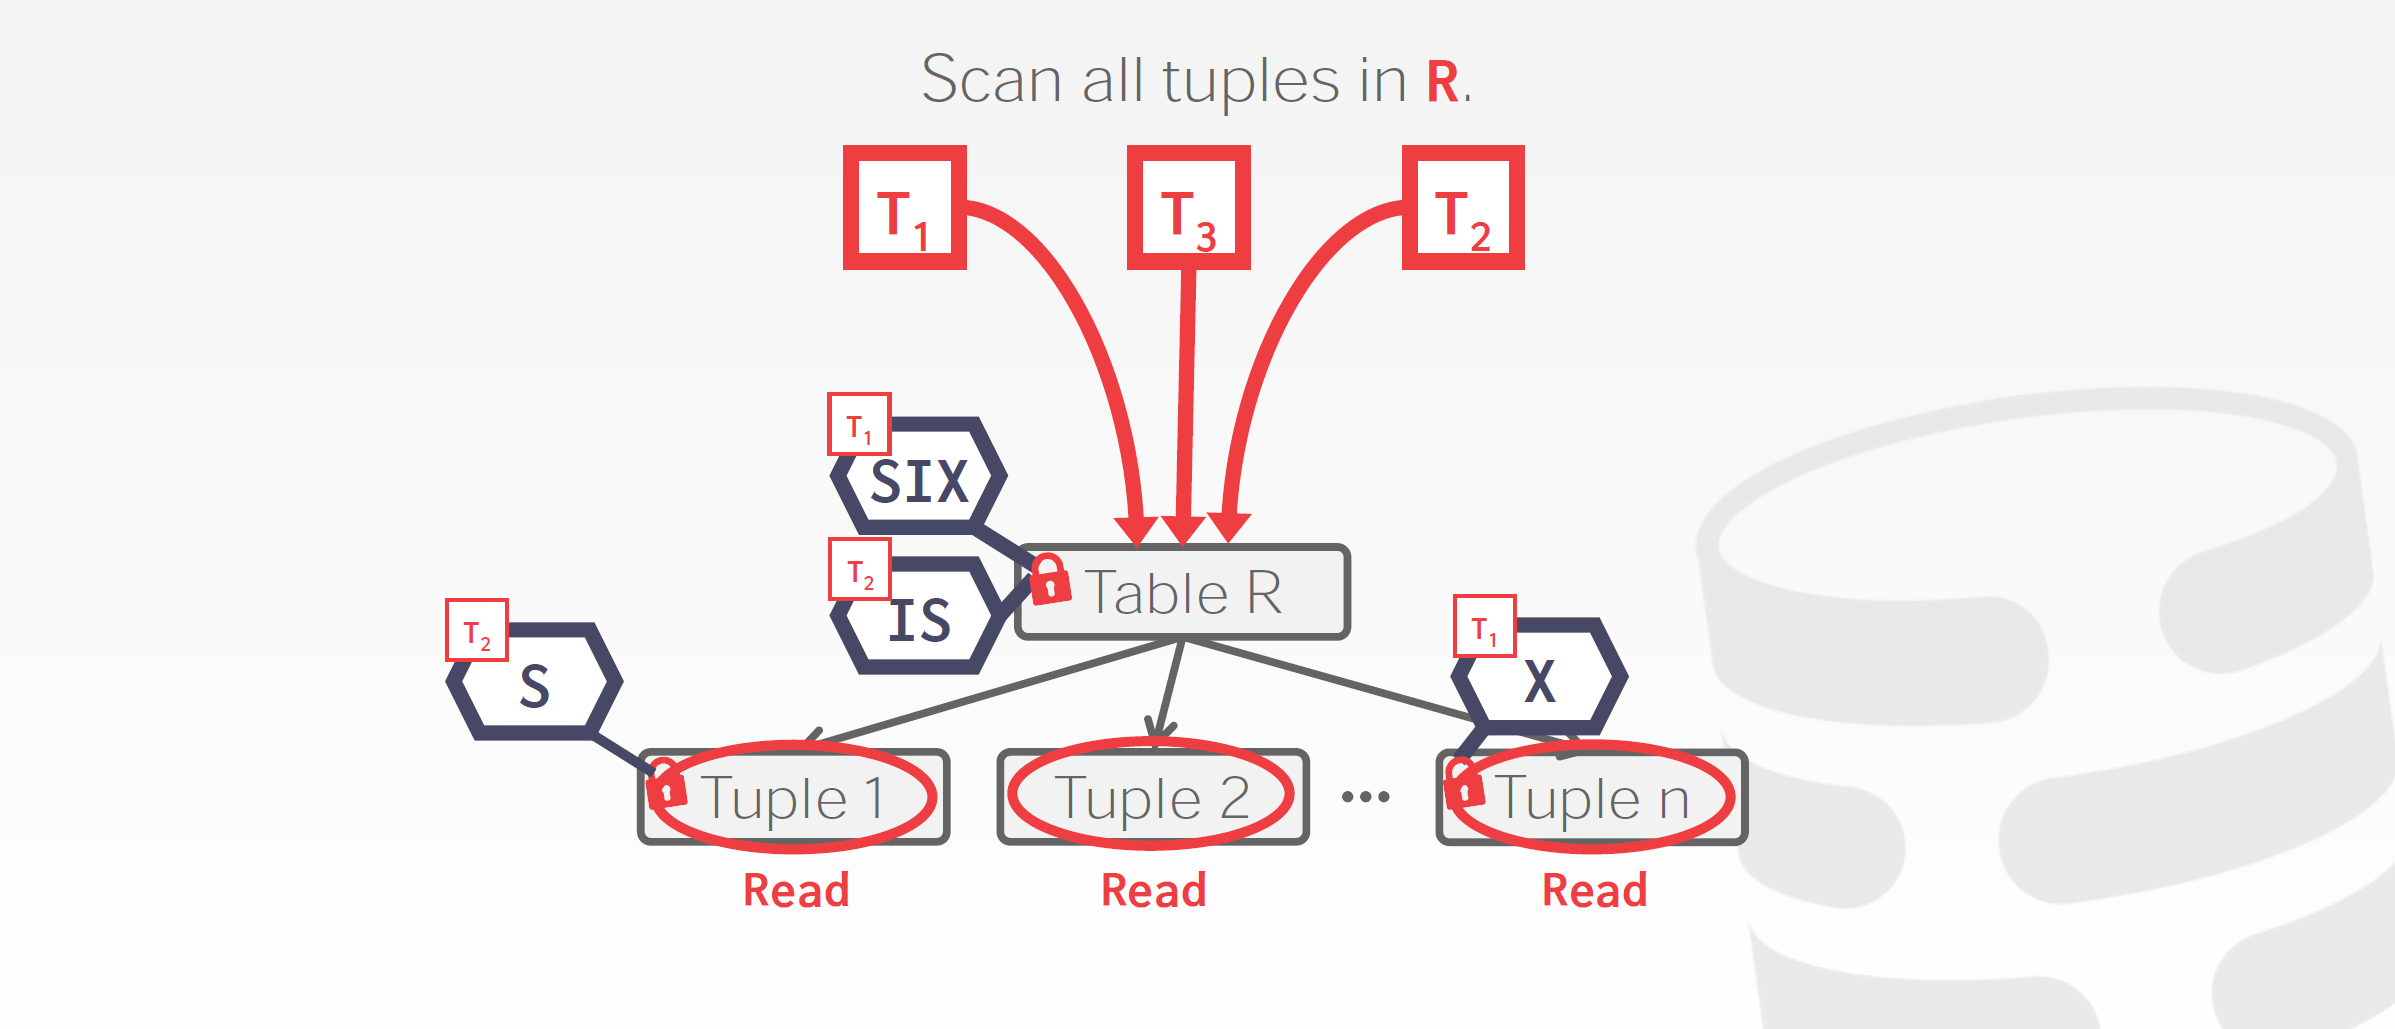 Scan all tuples in R.
T1
T3
T2
T1
SIX
T2
IS
Table R
T2
S
T1
X
Tuple 1
Tuple 2
•••
Tuple n
Read
Read
Read